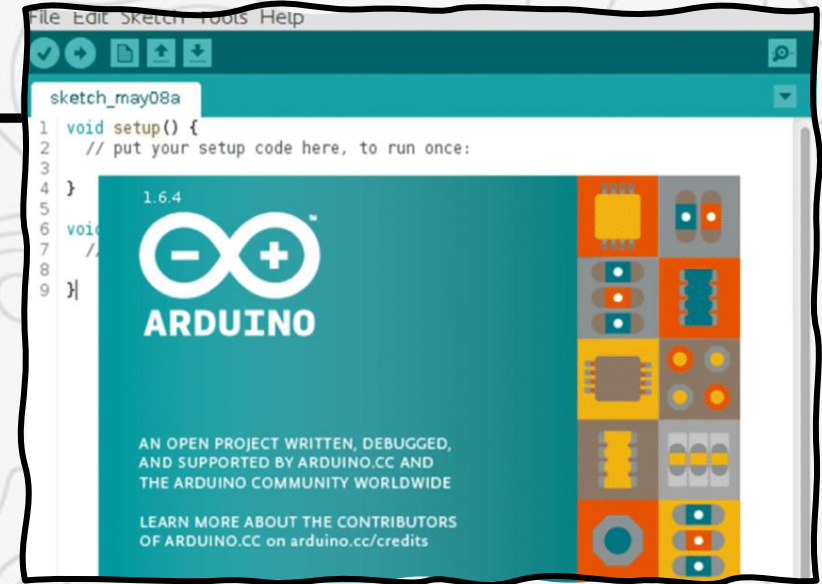 File Edit Sketch Tools Help
sketch_may08a
1 void setup() {
2 // put your setup code here, to run once:
3
4 }
5
6 voi
7 /
8
9 }
1.6.4
ARDUINO™
AN OPEN PROJECT WRITTEN, DEBUGGED,
AND SUPPORTED BY ARDUINO.CC AND
THE ARDUINO COMMUNITY WORLDWIDE
LEARN MORE ABOUT THE CONTRIBUTORS
OF ARDUINO.CC on arduino.cc/credits